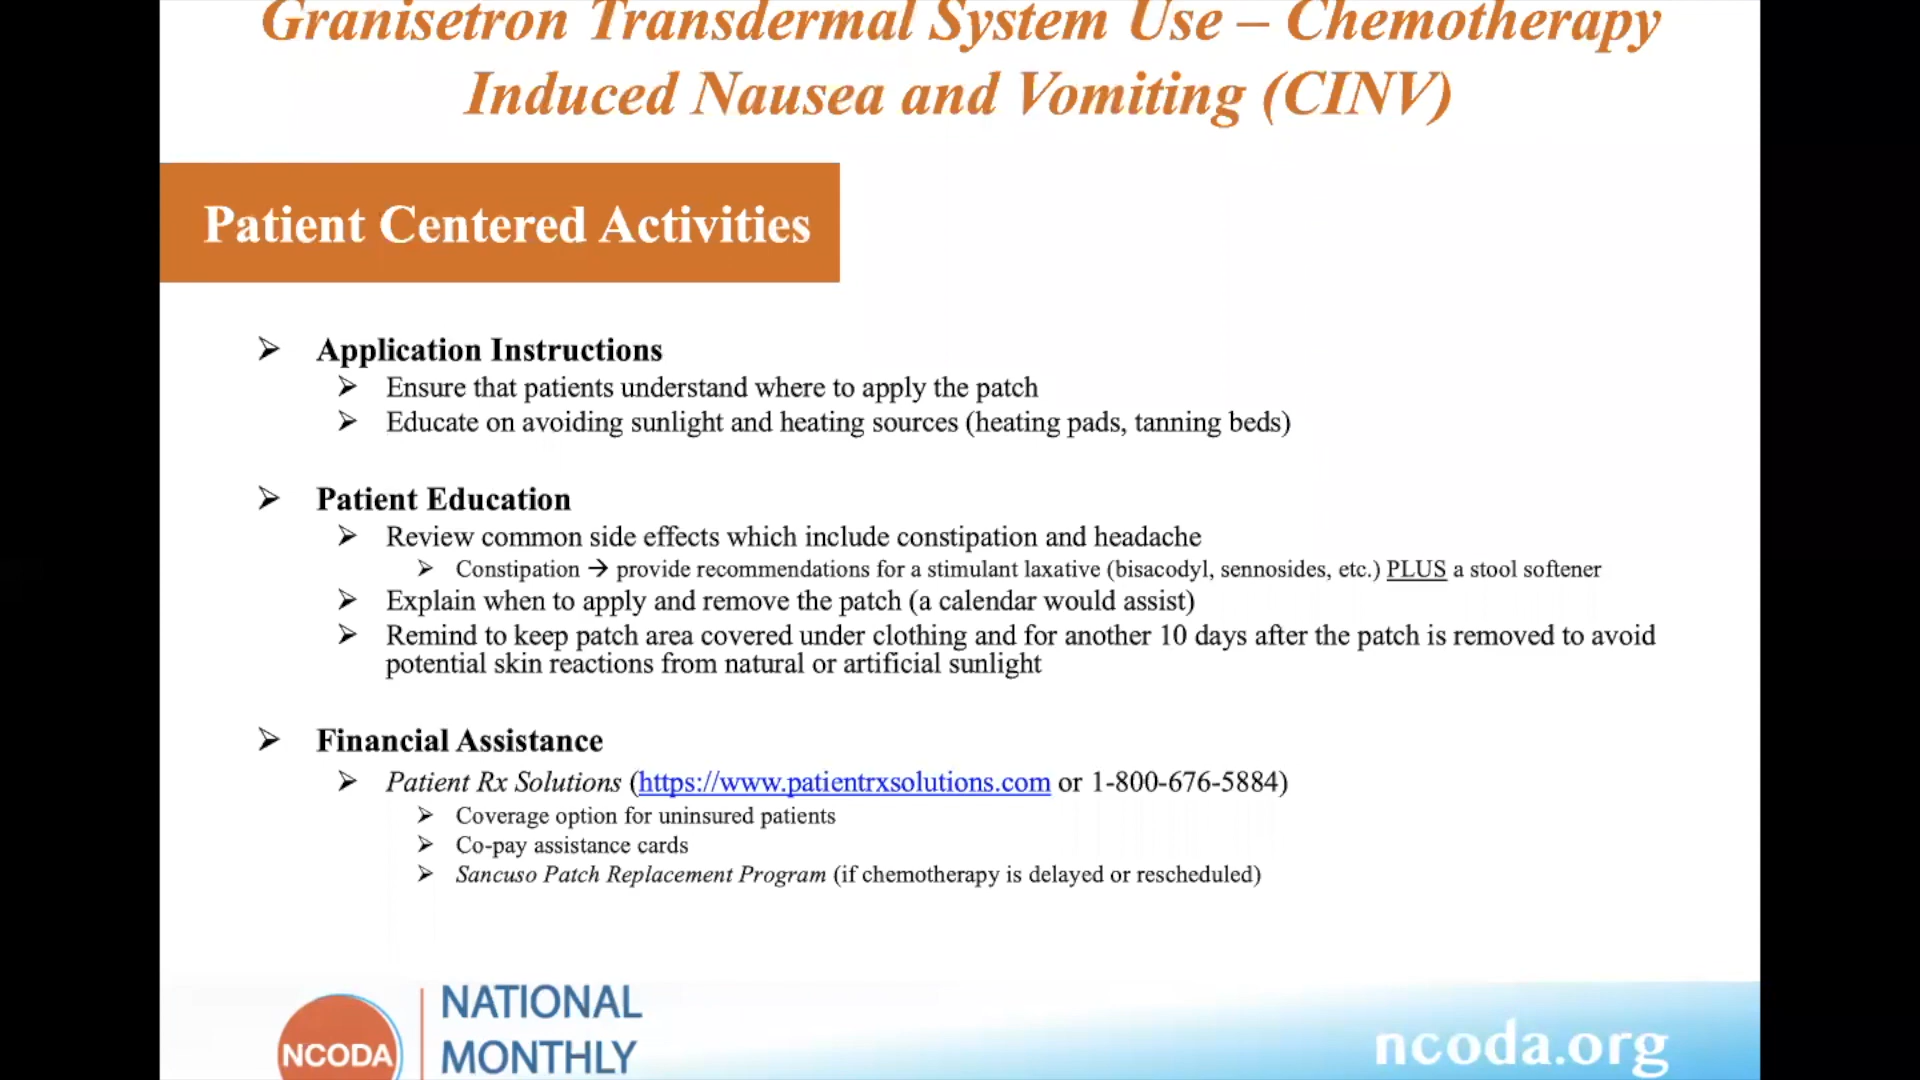 Granisetron Transdermal System Use – Chemotherapy
Induced Nausea and Vomiting (CINV)
Patient Centered Activities
➢ Application Instructions
➢ Ensure that patients understand where to apply the patch
➢ Educate on avoiding sunlight and heating sources (heating pads, tanning beds)
➢ Patient Education
➢ Review common side effects which include constipation and headache
➢ Constipation → provide recommendations for a stimulant laxative (bisacodyl, sennosides, etc.) PLUS a stool softener
➢ Explain when to apply and remove the patch (a calendar would assist)
➢ Remind to keep patch area covered under clothing and for another 10 days after the patch is removed to avoid
potential skin reactions from natural or artificial sunlight
➢ Financial Assistance
➢ Patient Rx Solutions (https://www.patientrxsolutions.com or 1-800-676-5884)
➢ Coverage option for uninsured patients
➢ Co-pay assistance cards
➢ Sancuso Patch Replacement Program (if chemotherapy is delayed or rescheduled)
NCODA
NATIONAL
MONTHLY
ncoda.org